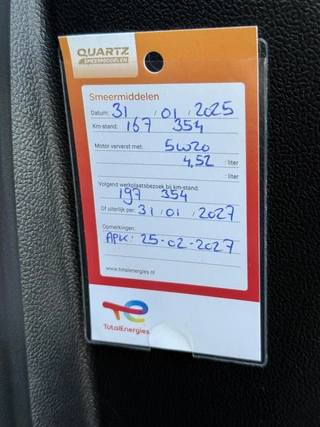 QUARTZ
SMEERMIDDELEN
Smeermiddelen
Datum: 31 / 01 / 2025
Km-stand: 167 354
Motor ververst met: 5W20
4,52 : liter
: liter
Volgend werkplaatsbezoek bij km-stand:
197 354
Of uiterlijk per: 31 / 01 / 2027
Opmerkingen:
APK: 25-02-2027
www.totalenergies.nl
TotalEnergies